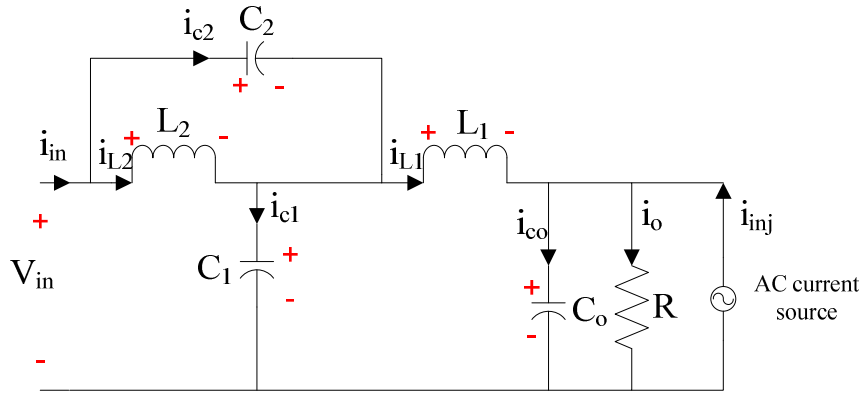 i_c2
C_2
+ -
i_in
i_L2
+ L_2 -
i_L1
+ L_1 -
+
V_in
-
i_c1
C_1
+
-
i_co
+
C_o
-
i_o
R
i_inj
AC current
source